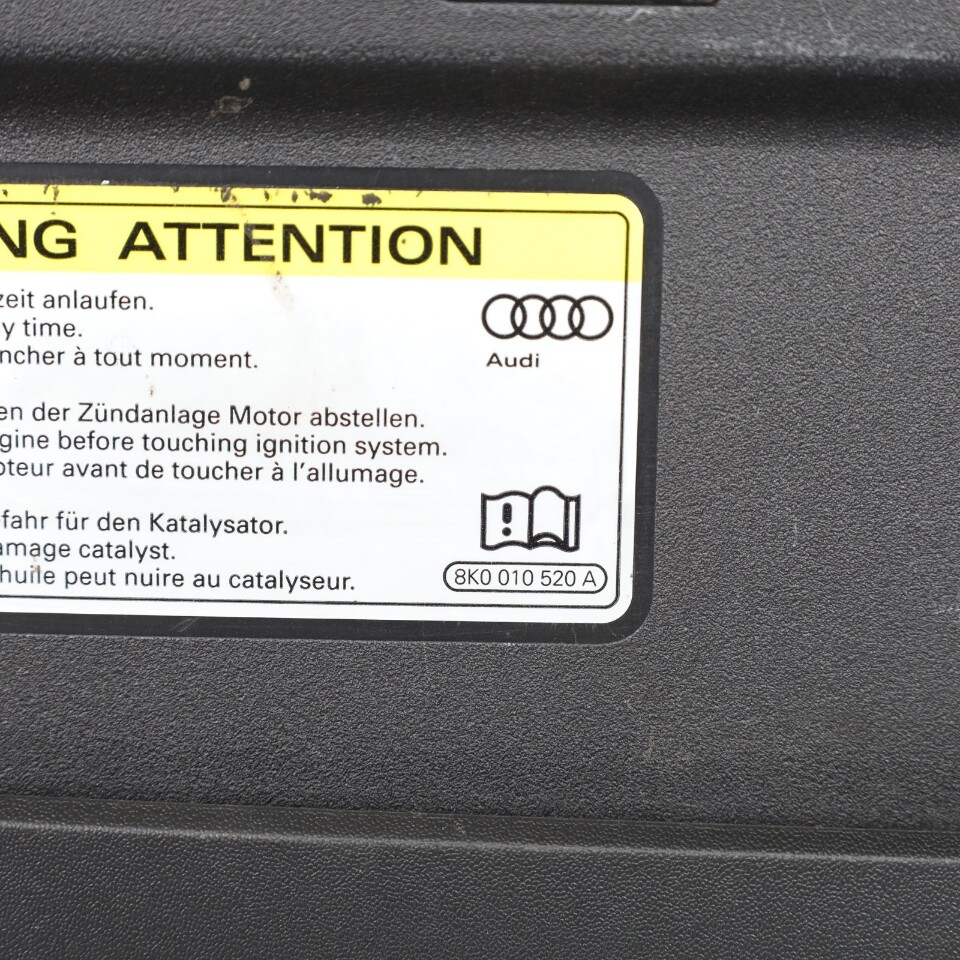 NG ATTENTION
zeit anlaufen.
y time.
ncher à tout moment.
Audi
en der Zündanlage Motor abstellen.
gine before touching ignition system.
oteur avant de toucher à l'allumage.
fahr für den Katalysator.
amage catalyst.
huile peut nuire au catalyseur.
8K0 010 520 A